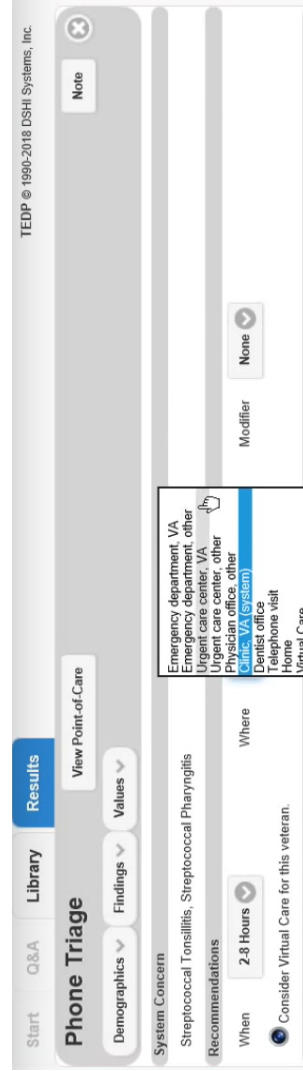 TEDP © 1990-2018 DSHI Systems, Inc.
Start Q&A Library Results
Phone Triage View Point-of-Care Note
Demographics Findings Values
System Concern
Streptococcal Tonsillitis, Streptococcal Pharyngitis
Recommendations
When 2-8 Hours Where Modifier None
Emergency department, VA
Emergency department, other
Urgent care center, VA
Urgent care center, other
Physician office, other
Clinic, VA (system)
Dentist office
Telephone visit
Home
Virtual Care
Consider Virtual Care for this veteran.